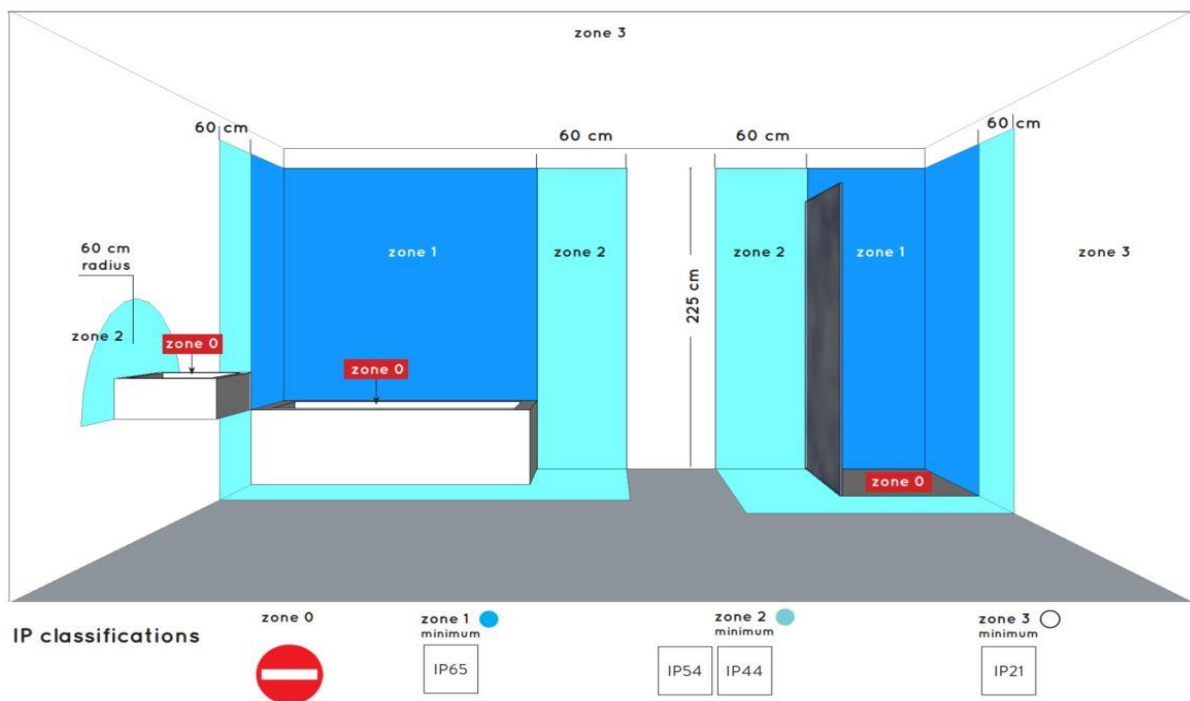 zone 3
60 cm
60 cm
60 cm
60 cm
60 cm
radius
zone 1
zone 2
zone 2
zone 1
zone 3
225 cm
zone 2
zone 0
zone 0
zone 0
IP classifications
zone 0
zone 1
minimum
IP65
zone 2
minimum
IP54
IP44
zone 3
minimum
IP21